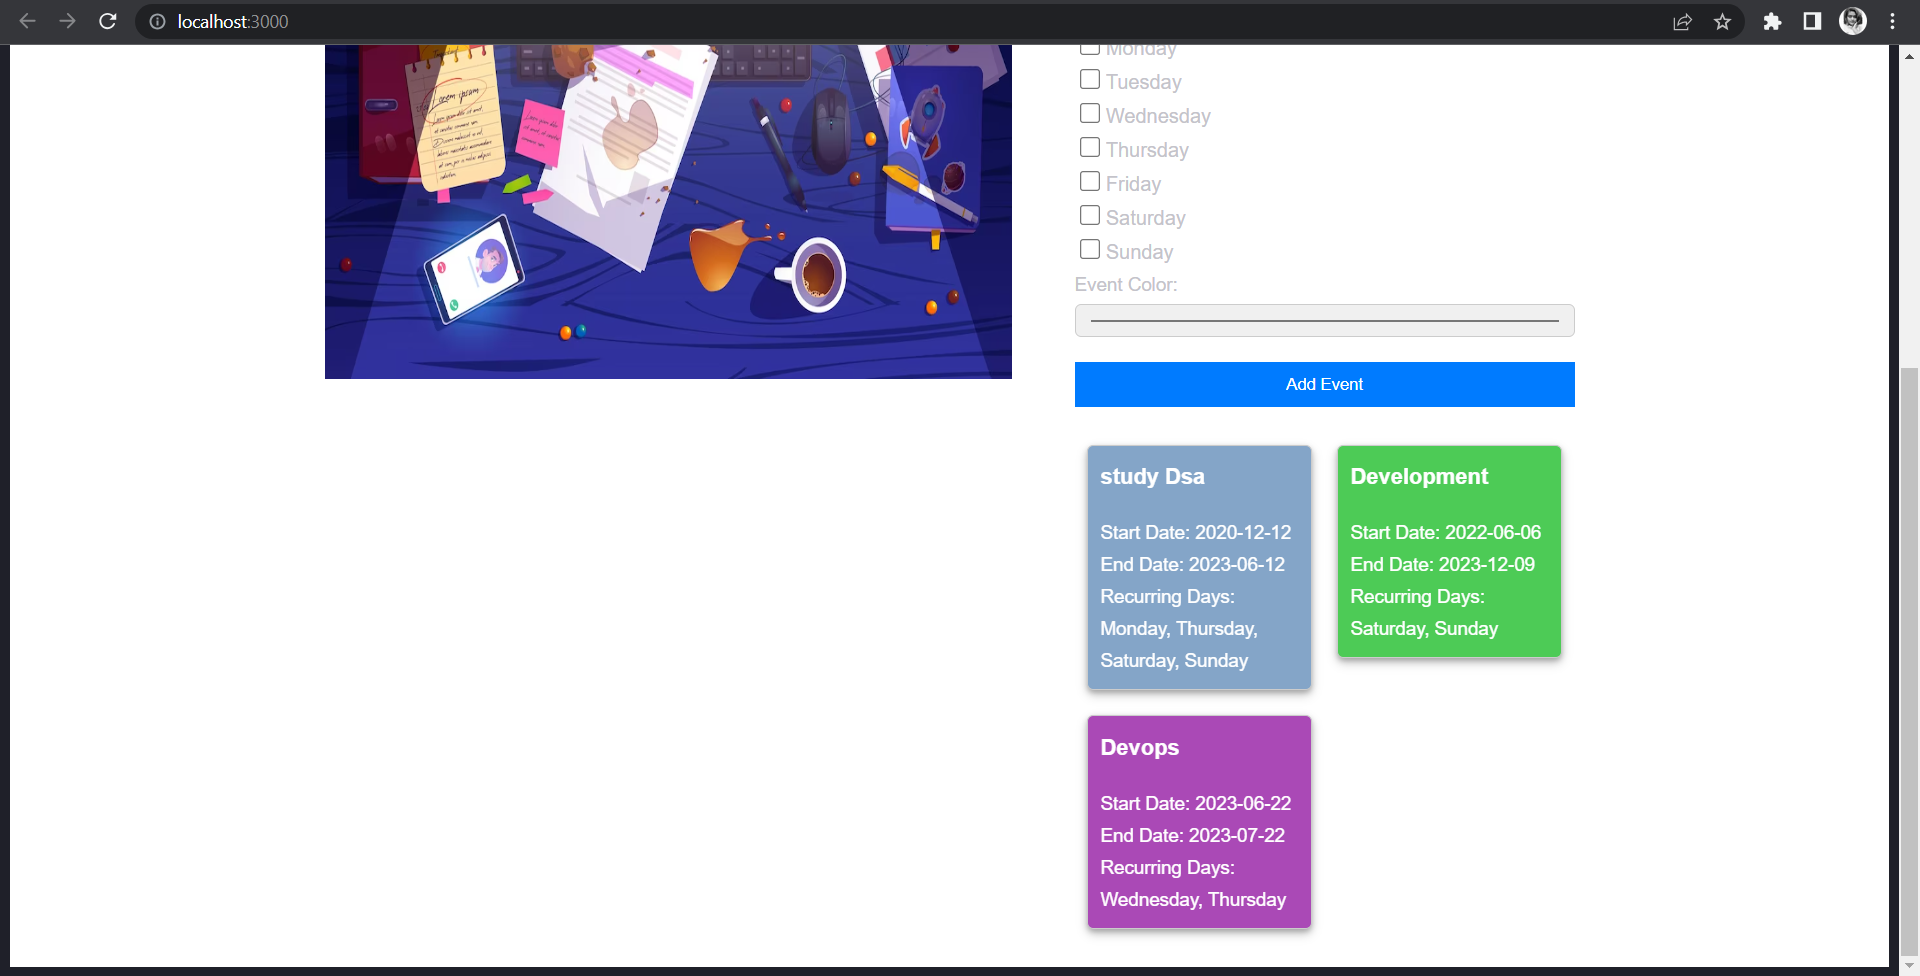 localhost:3000
Lorem ipsum
Monday
Tuesday
Wednesday
Thursday
Friday
Saturday
Sunday
Event Color:
Add Event
study Dsa
Start Date: 2020-12-12
End Date: 2023-06-12
Recurring Days:
Monday, Thursday,
Saturday, Sunday
Development
Start Date: 2022-06-06
End Date: 2023-12-09
Recurring Days:
Saturday, Sunday
Devops
Start Date: 2023-06-22
End Date: 2023-07-22
Recurring Days:
Wednesday, Thursday